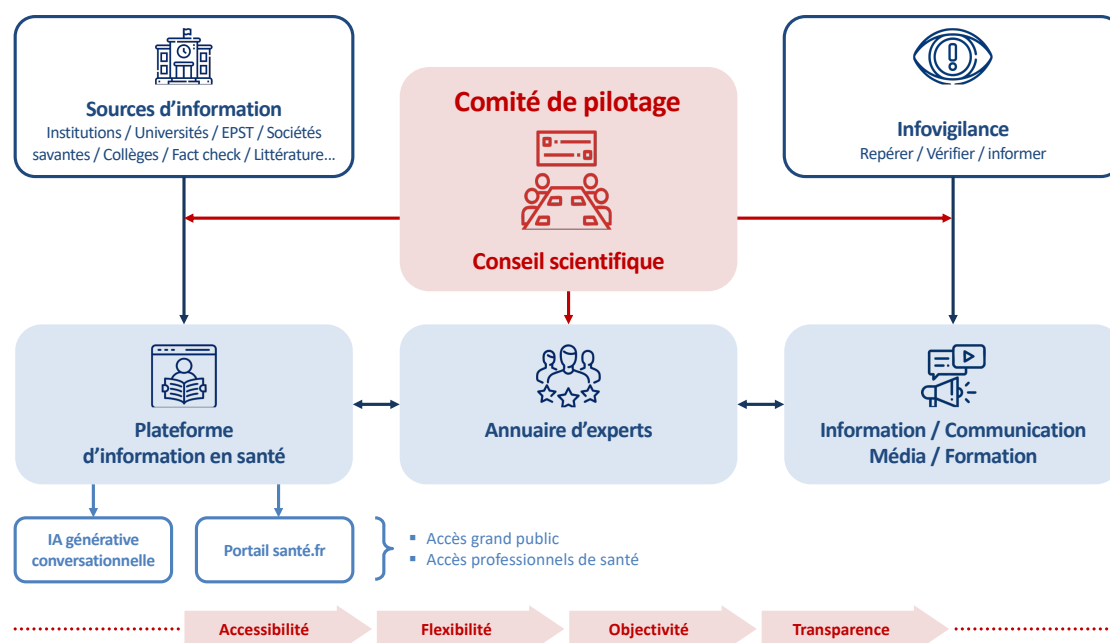 Sources d'information
Institutions / Universités / EPST / Sociétés
savantes / Collèges / Fact check / Littérature...
Comité de pilotage
Conseil scientifique
Infovigilance
Repérer / Vérifier / informer
Plateforme
d'information en santé
Annuaire d'experts
Information / Communication
Média / Formation
IA générative
conversationnelle
Portail santé.fr
▪ Accès grand public
▪ Accès professionnels de santé
Accessibilité
Flexibilité
Objectivité
Transparence